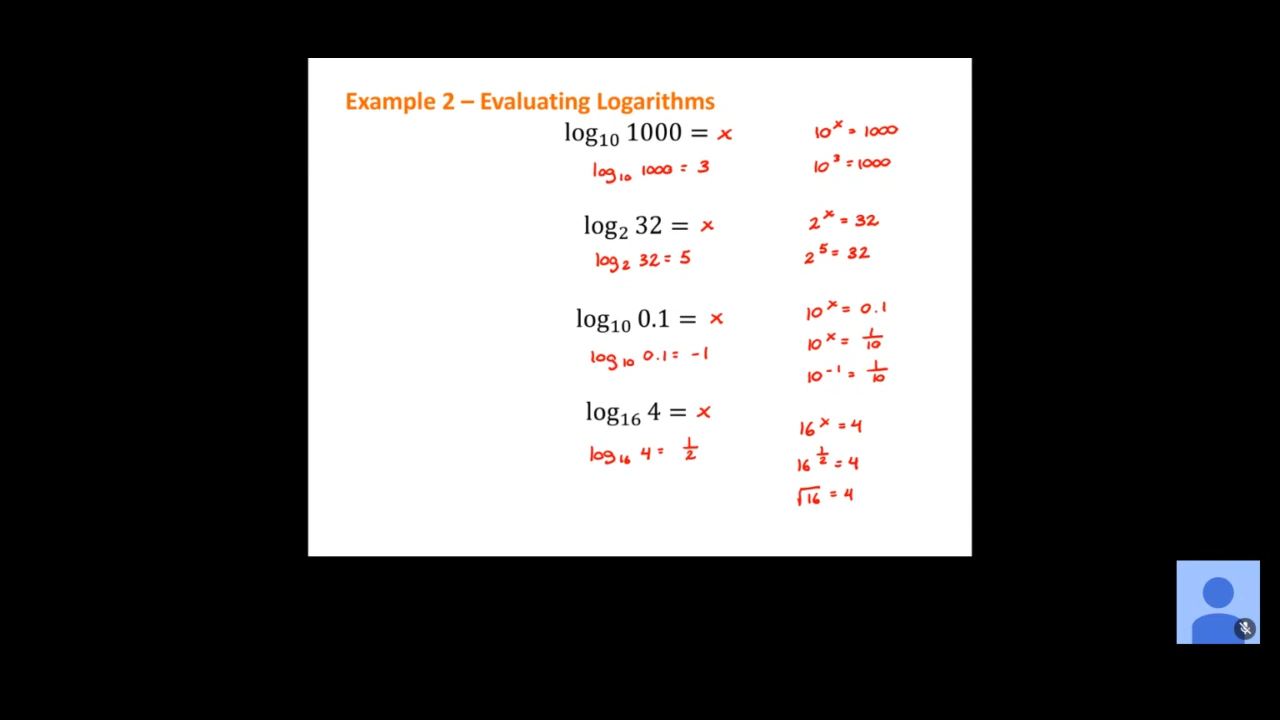 Example 2 – Evaluating Logarithms
log₁₀ 1000 = x    10ˣ = 1000
log₁₀ 1000 = 3    10³ = 1000
log₂ 32 = x    2ˣ = 32
log₂ 32 = 5    2⁵ = 32
log₁₀ 0.1 = x    10ˣ = 0.1
10ˣ = 1/10
log₁₀ 0.1 = -1    10⁻¹ = 1/10
log₁₆ 4 = x    16ˣ = 4
log₁₆ 4 = 1/2    16^(1/2) = 4
√16 = 4